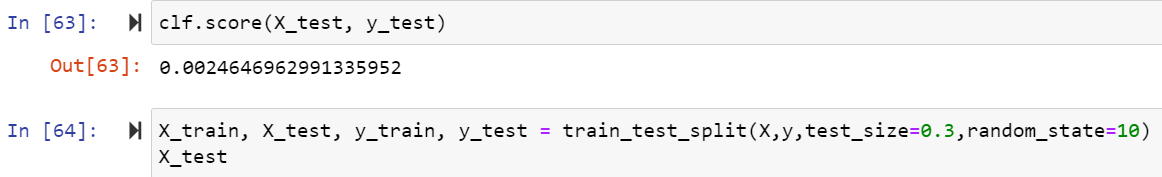 In [63]: clf.score(X_test, y_test)
Out[63]: 0.0024646962991335952
In [64]: X_train, X_test, y_train, y_test = train_test_split(X,y,test_size=0.3,random_state=10)
X_test